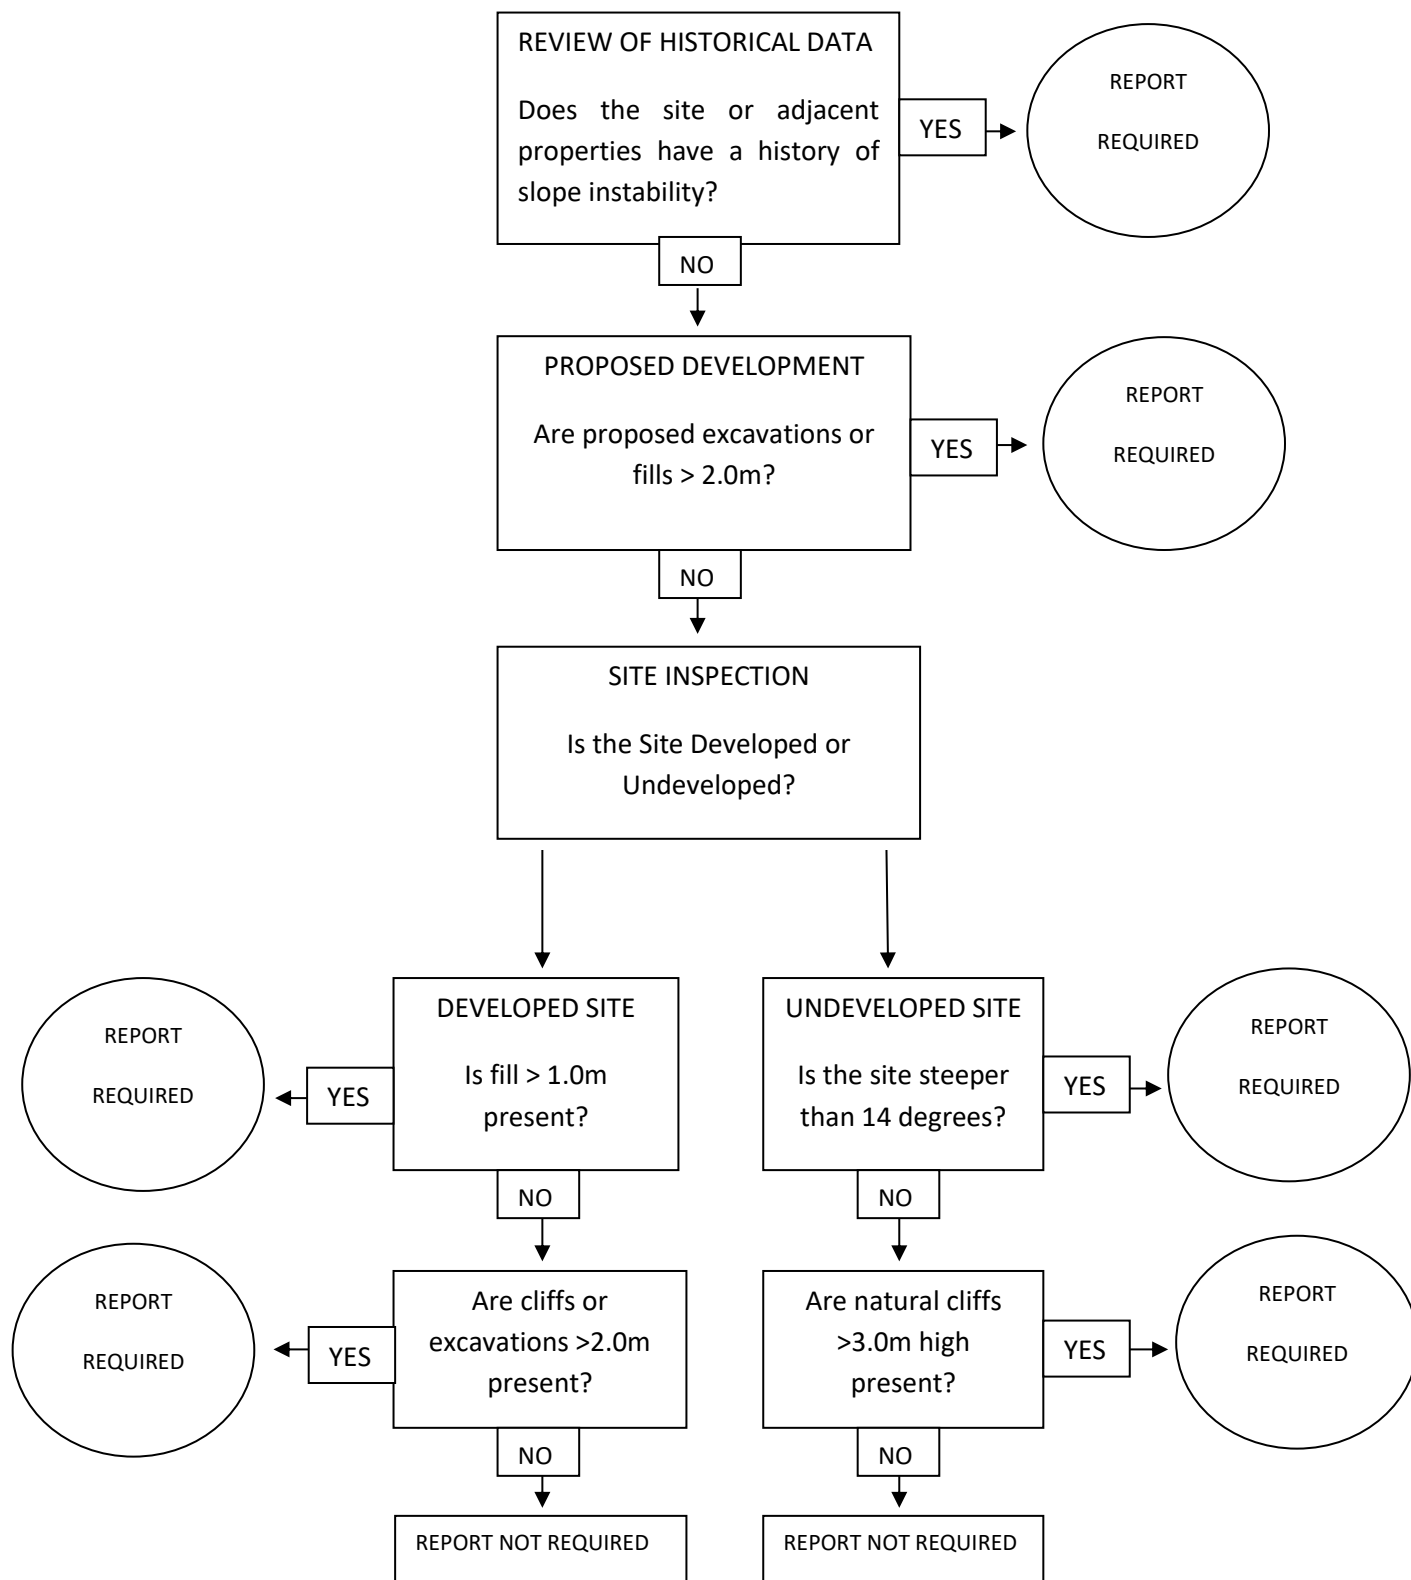 REVIEW OF HISTORICAL DATA
Does the site or adjacent
properties have a history of
slope instability?
YES
REPORT
REQUIRED
NO
PROPOSED DEVELOPMENT
Are proposed excavations or
fills > 2.0m?
YES
REPORT
REQUIRED
NO
SITE INSPECTION
Is the Site Developed or
Undeveloped?
DEVELOPED SITE
Is fill > 1.0m
present?
YES
REPORT
REQUIRED
NO
UNDEVELOPED SITE
Is the site steeper
than 14 degrees?
YES
REPORT
REQUIRED
NO
Are cliffs or
excavations >2.0m
present?
YES
REPORT
REQUIRED
NO
Are natural cliffs
>3.0m high
present?
YES
REPORT
REQUIRED
NO
REPORT NOT REQUIRED
REPORT NOT REQUIRED